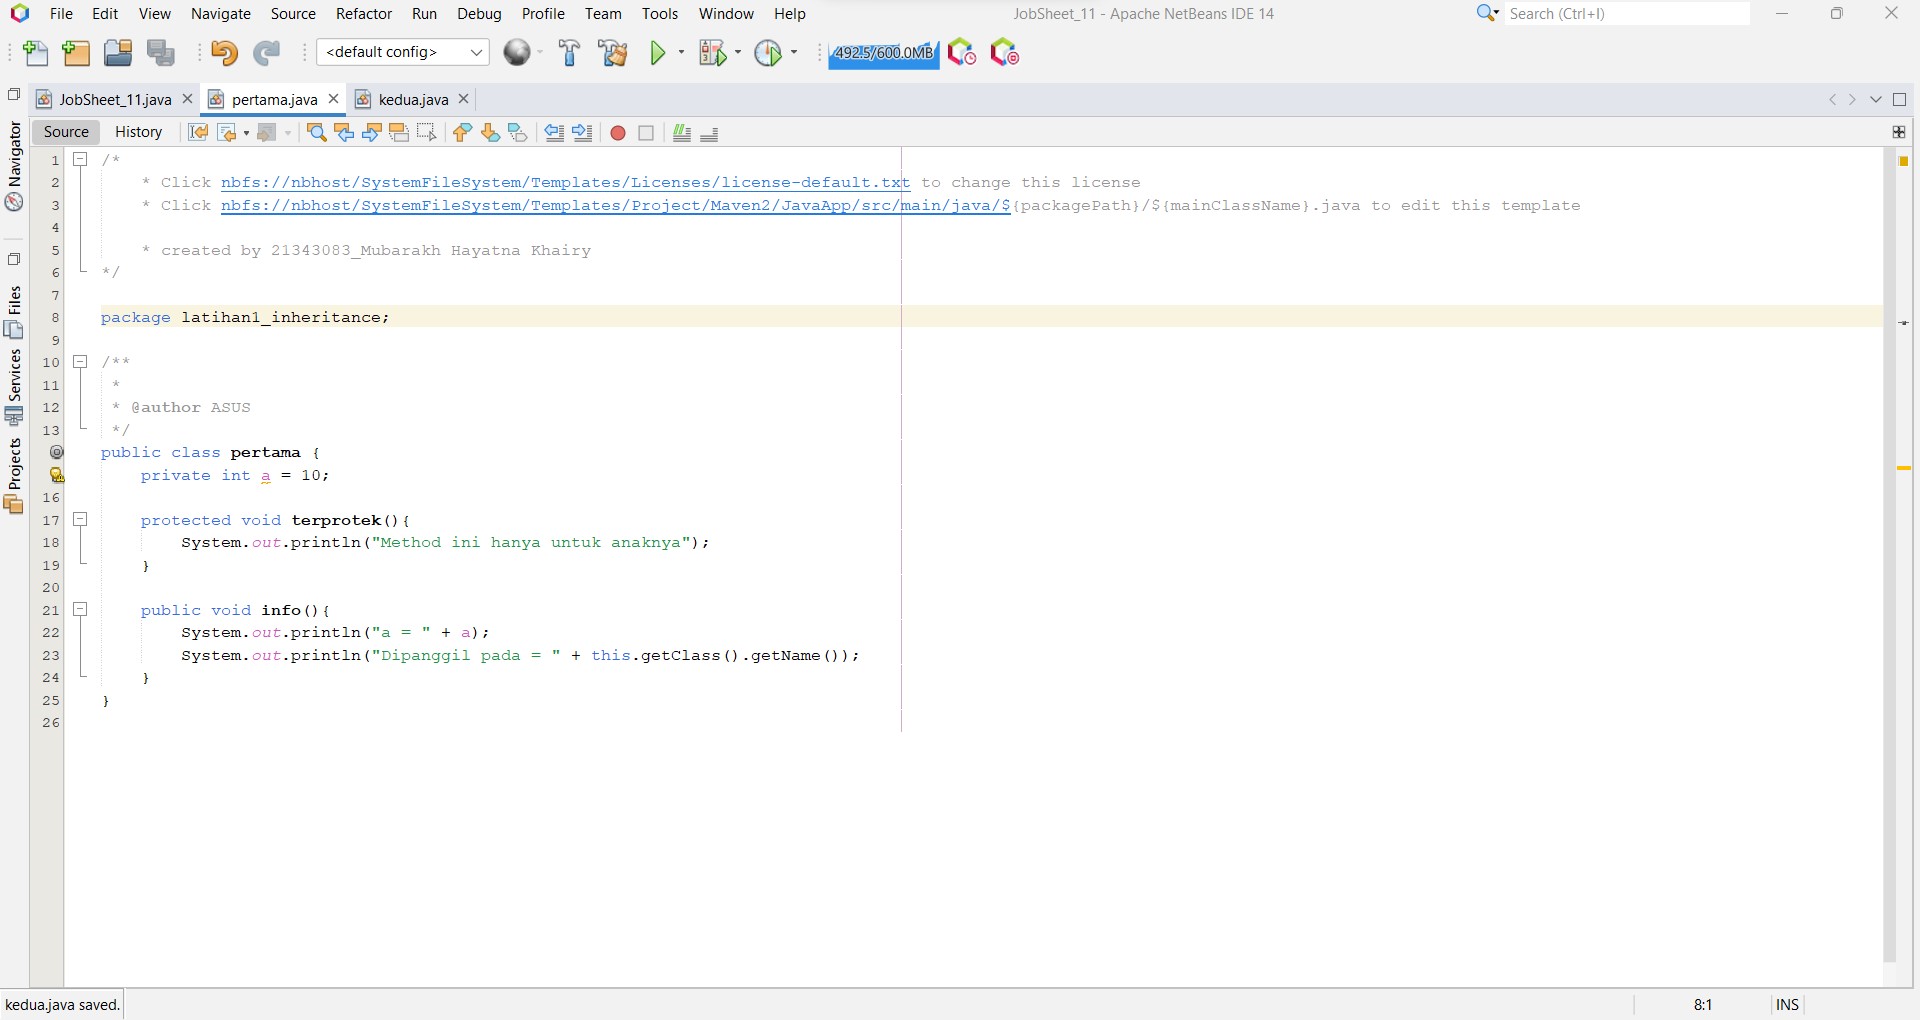 File Edit View Navigate Source Refactor Run Debug Profile Team Tools Window Help
JobSheet_11 - Apache NetBeans IDE 14
Search (Ctrl+I)
<default config>
492.5/600.0MB
JobSheet_11.java
pertama.java
kedua.java
Source History
Navigator
Files
Services
Projects
1 /*
2 * Click nbfs://nbhost/SystemFileSystem/Templates/Licenses/license-default.txt to change this license
3 * Click nbfs://nbhost/SystemFileSystem/Templates/Project/Maven2/JavaApp/src/main/java/${packagePath}/${mainClassName}.java to edit this template
4
5 * created by 21343083_Mubarakh Hayatna Khairy
6 */
7
8 package latihan1_inheritance;
9
10 /**
11 *
12 * @author ASUS
13 */
public class pertama {
private int a = 10;
16
17 protected void terprotek(){
18 System.out.println("Method ini hanya untuk anaknya");
19 }
20
21 public void info(){
22 System.out.println("a = " + a);
23 System.out.println("Dipanggil pada = " + this.getClass().getName());
24 }
25 }
26
kedua.java saved.
8:1
INS